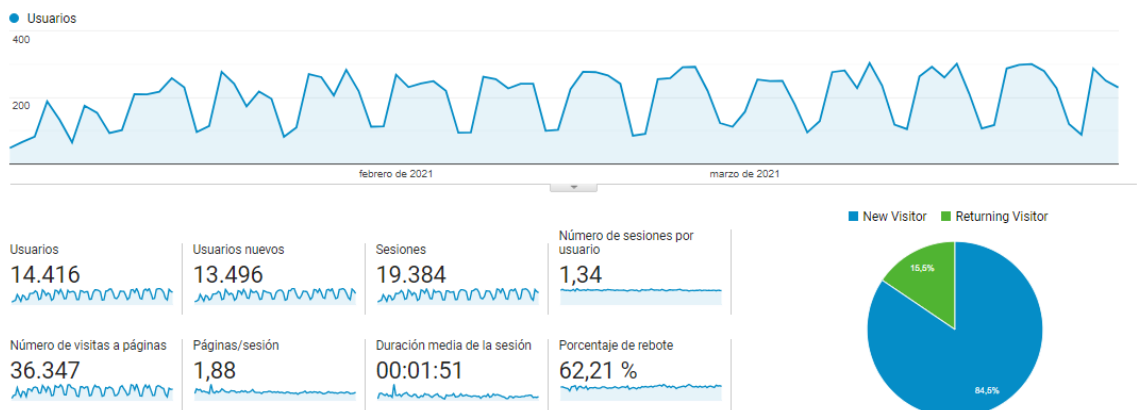 Usuarios
400
200
febrero de 2021
marzo de 2021
New Visitor
Returning Visitor
Usuarios
14.416
Usuarios nuevos
13.496
Sesiones
19.384
Número de sesiones por
usuario
1,34
Número de visitas a páginas
36.347
Páginas/sesión
1,88
Duración media de la sesión
00:01:51
Porcentaje de rebote
62,21 %
15,5%
84,5%